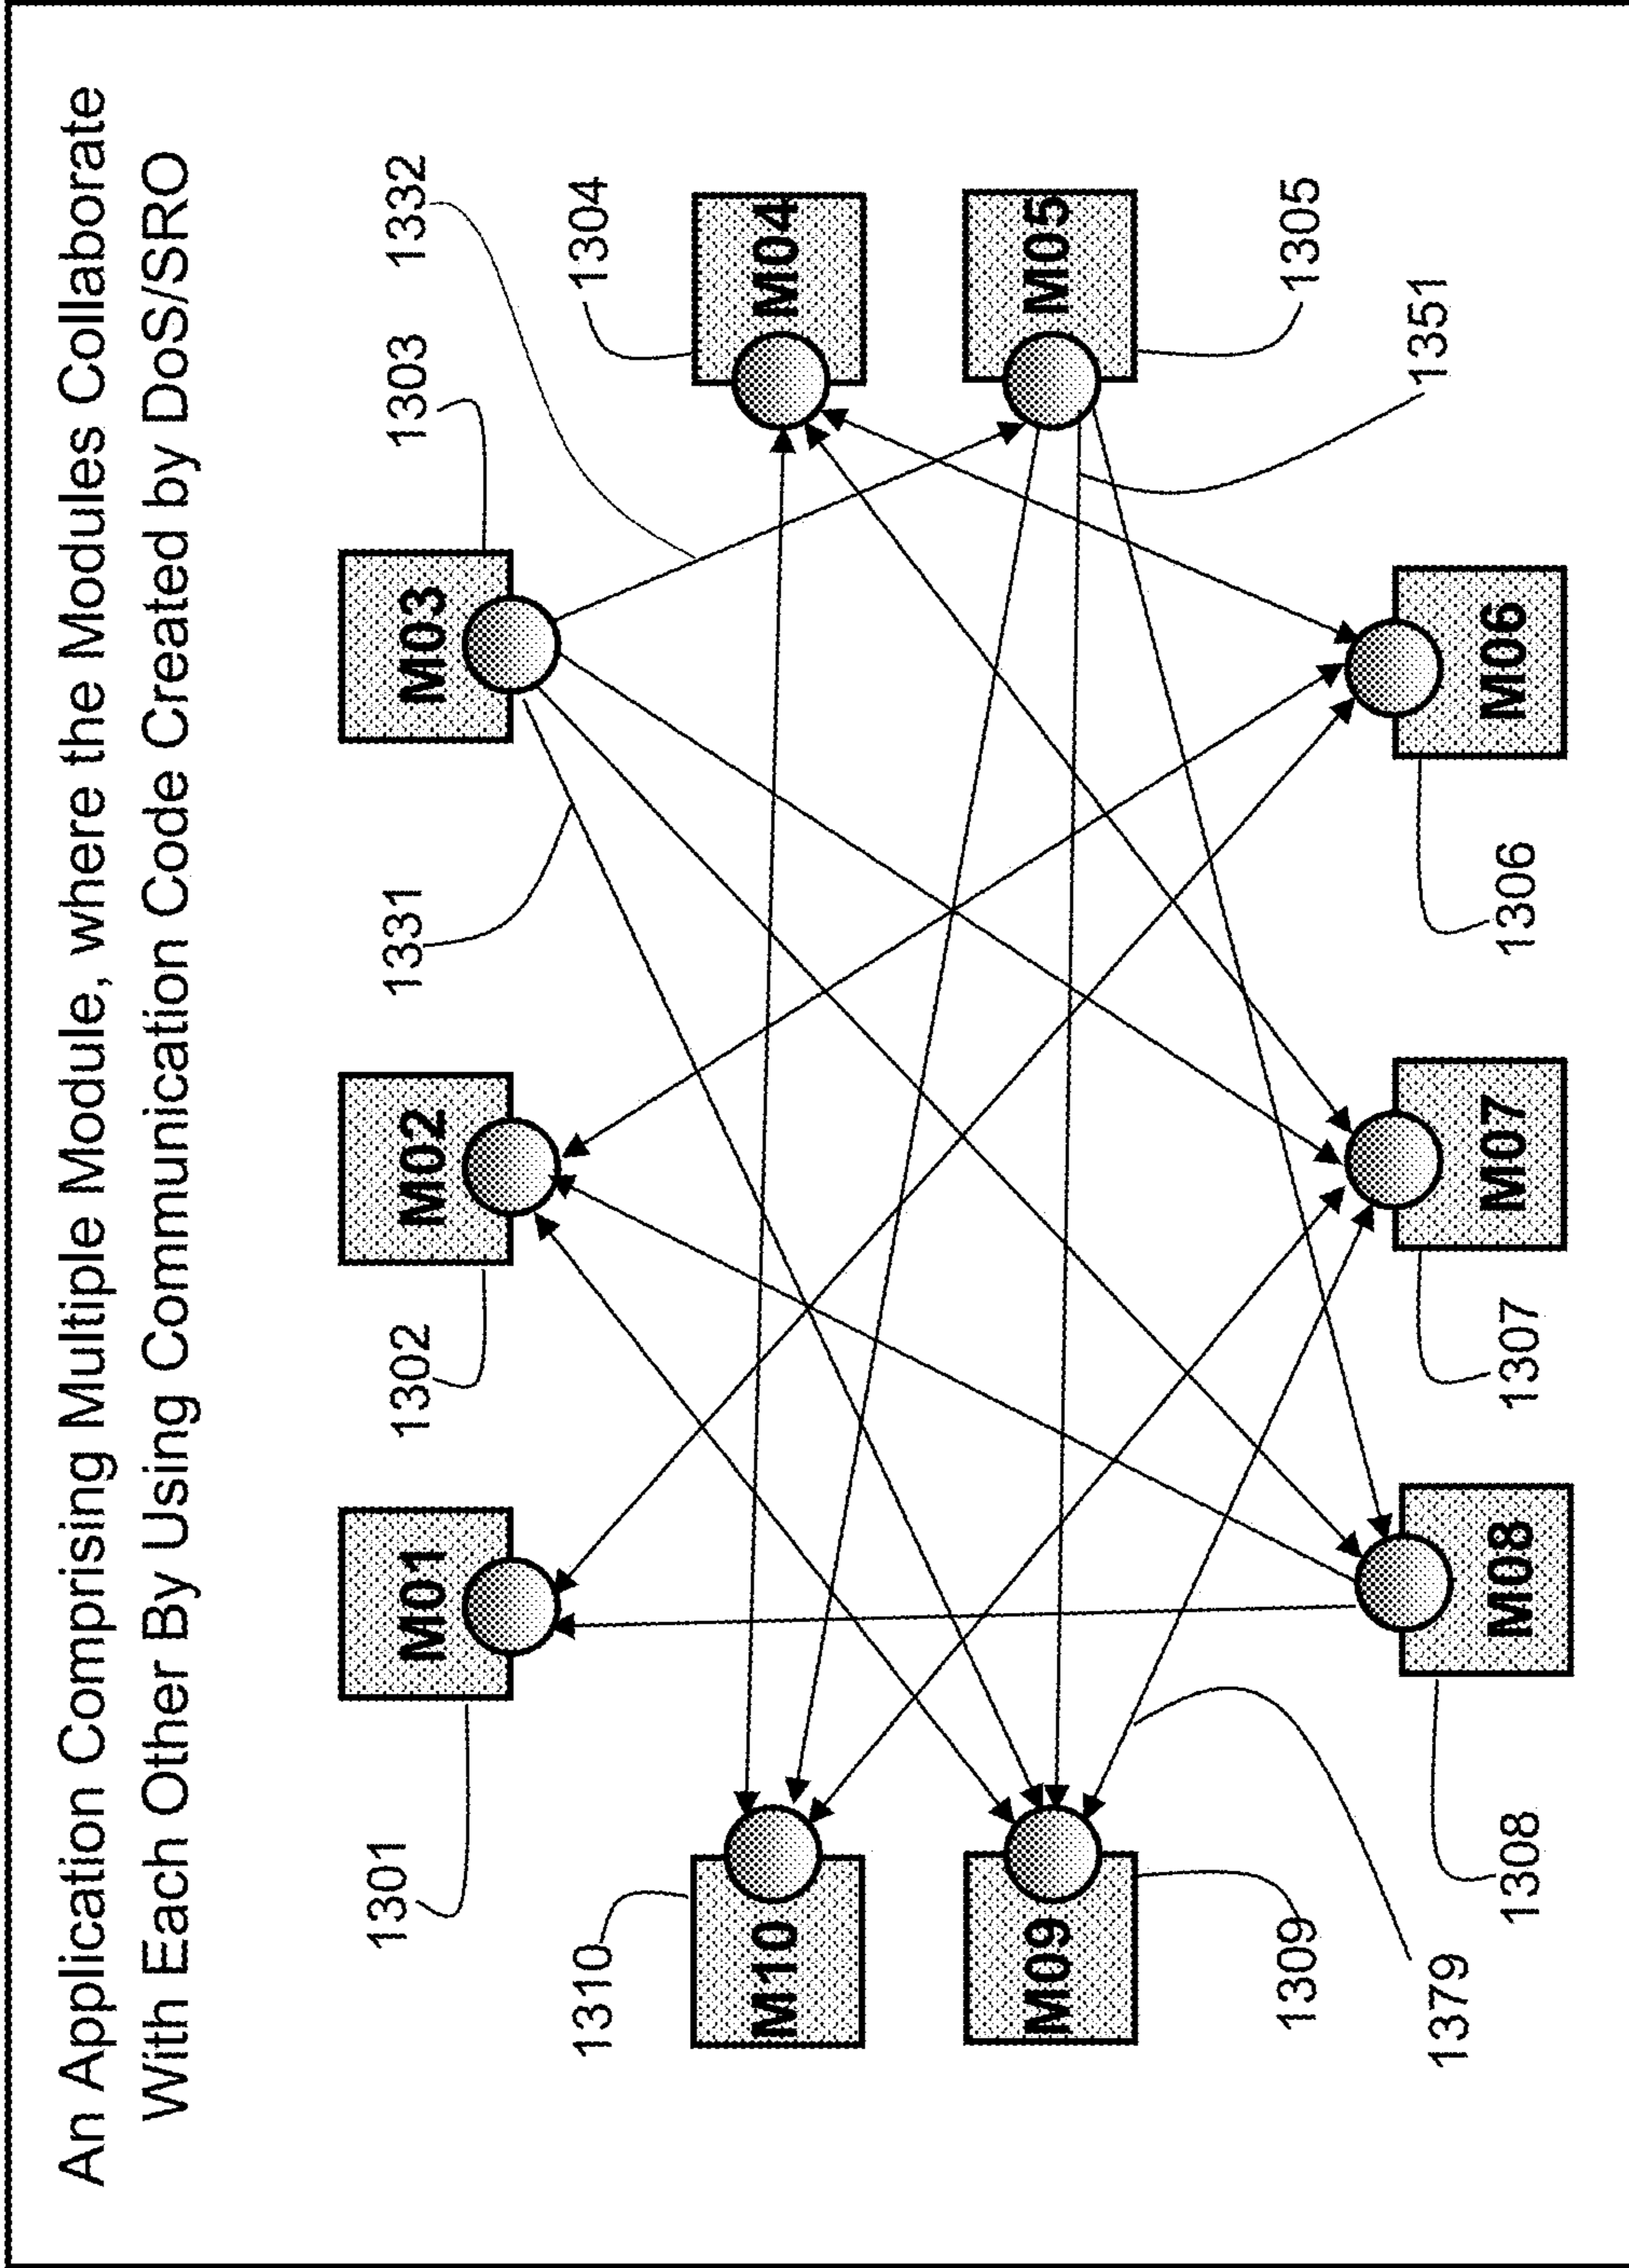 An Application Comprising Multiple Module, where the Modules Collaborate
With Each Other By Using Communication Code Created by DoS/SRO
1301
1302
1331
1303
1332
M01
M02
M03
1310
1304
M10
M04
M09
M05
1309
1305
1379
1351
M08
M07
M06
1308
1307
1306